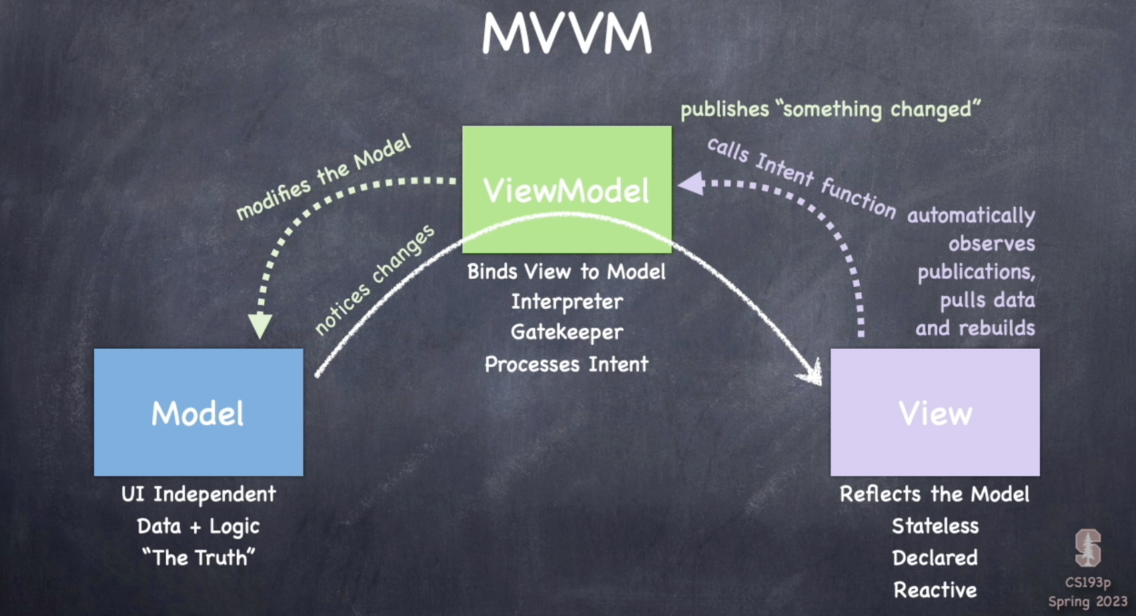 MVVM
publishes “something changed”
modifies the Model
calls Intent function
ViewModel
notices changes
automatically
observes
publications,
pulls data
and rebuilds
Binds View to Model
Interpreter
Gatekeeper
Processes Intent
Model
UI Independent
Data + Logic
“The Truth”
View
Reflects the Model
Stateless
Declared
Reactive
S
CS193p
Spring 2023